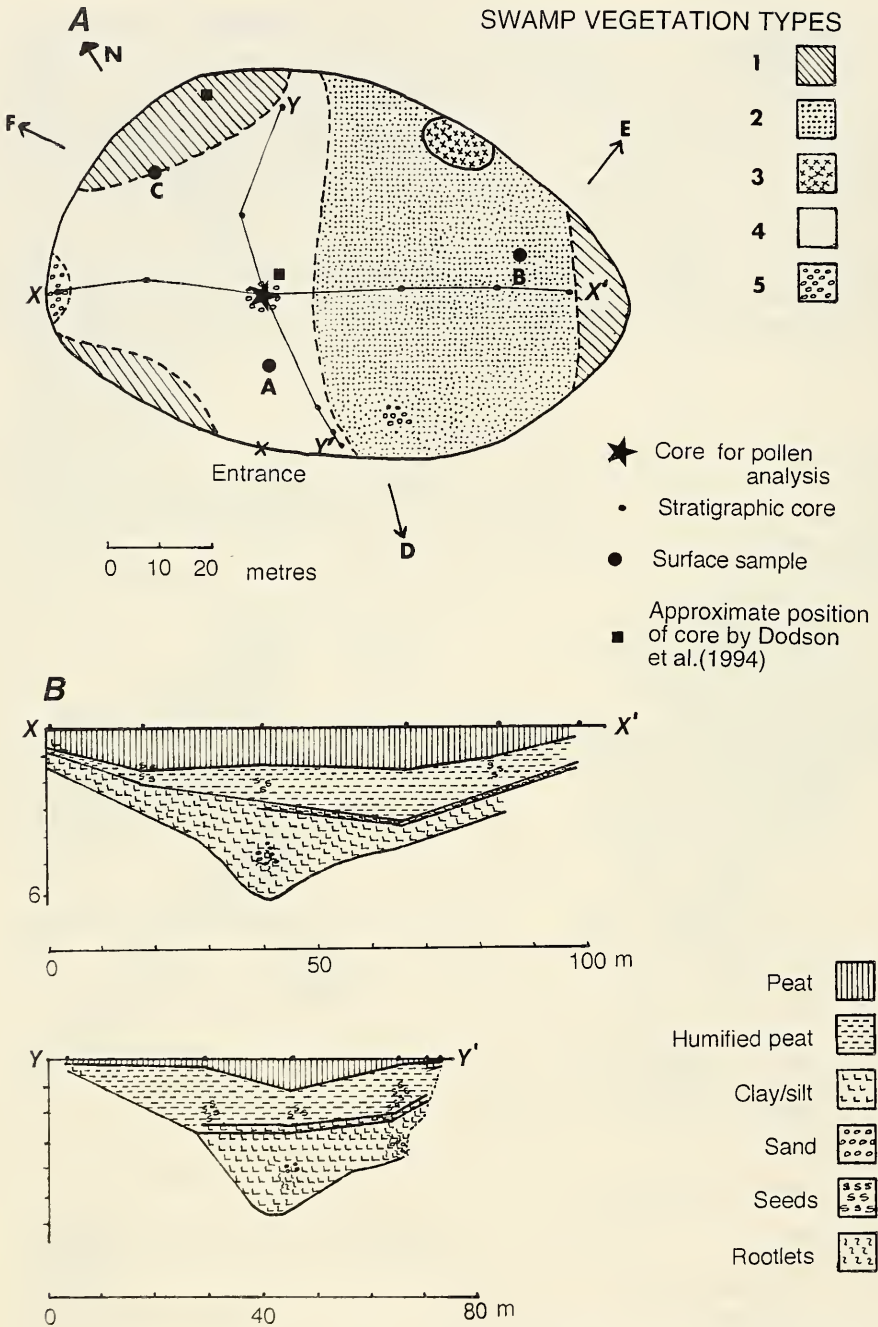 A
N
F
E
Y
C
B
X
X'
A
Y'
Entrance
D
0 10 20 metres
SWAMP VEGETATION TYPES
1
2
3
4
5
Core for pollen
analysis
Stratigraphic core
Surface sample
Approximate position
of core by Dodson
et al.(1994)
B
X
X'
6
0 50 100 m
Y
Y'
0 40 80 m
Peat
Humified peat
Clay/silt
Sand
Seeds
Rootlets